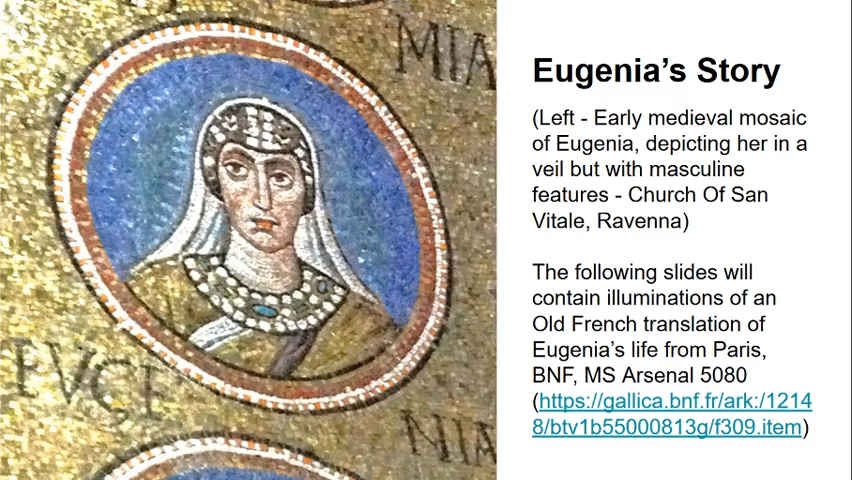 MIA
EVGE
MIA
Eugenia’s Story
(Left - Early medieval mosaic
of Eugenia, depicting her in a
veil but with masculine
features - Church Of San
Vitale, Ravenna)
The following slides will
contain illuminations of an
Old French translation of
Eugenia’s life from Paris,
BNF, MS Arsenal 5080
(https://gallica.bnf.fr/ark:/1214
8/btv1b55000813g/f309.item)